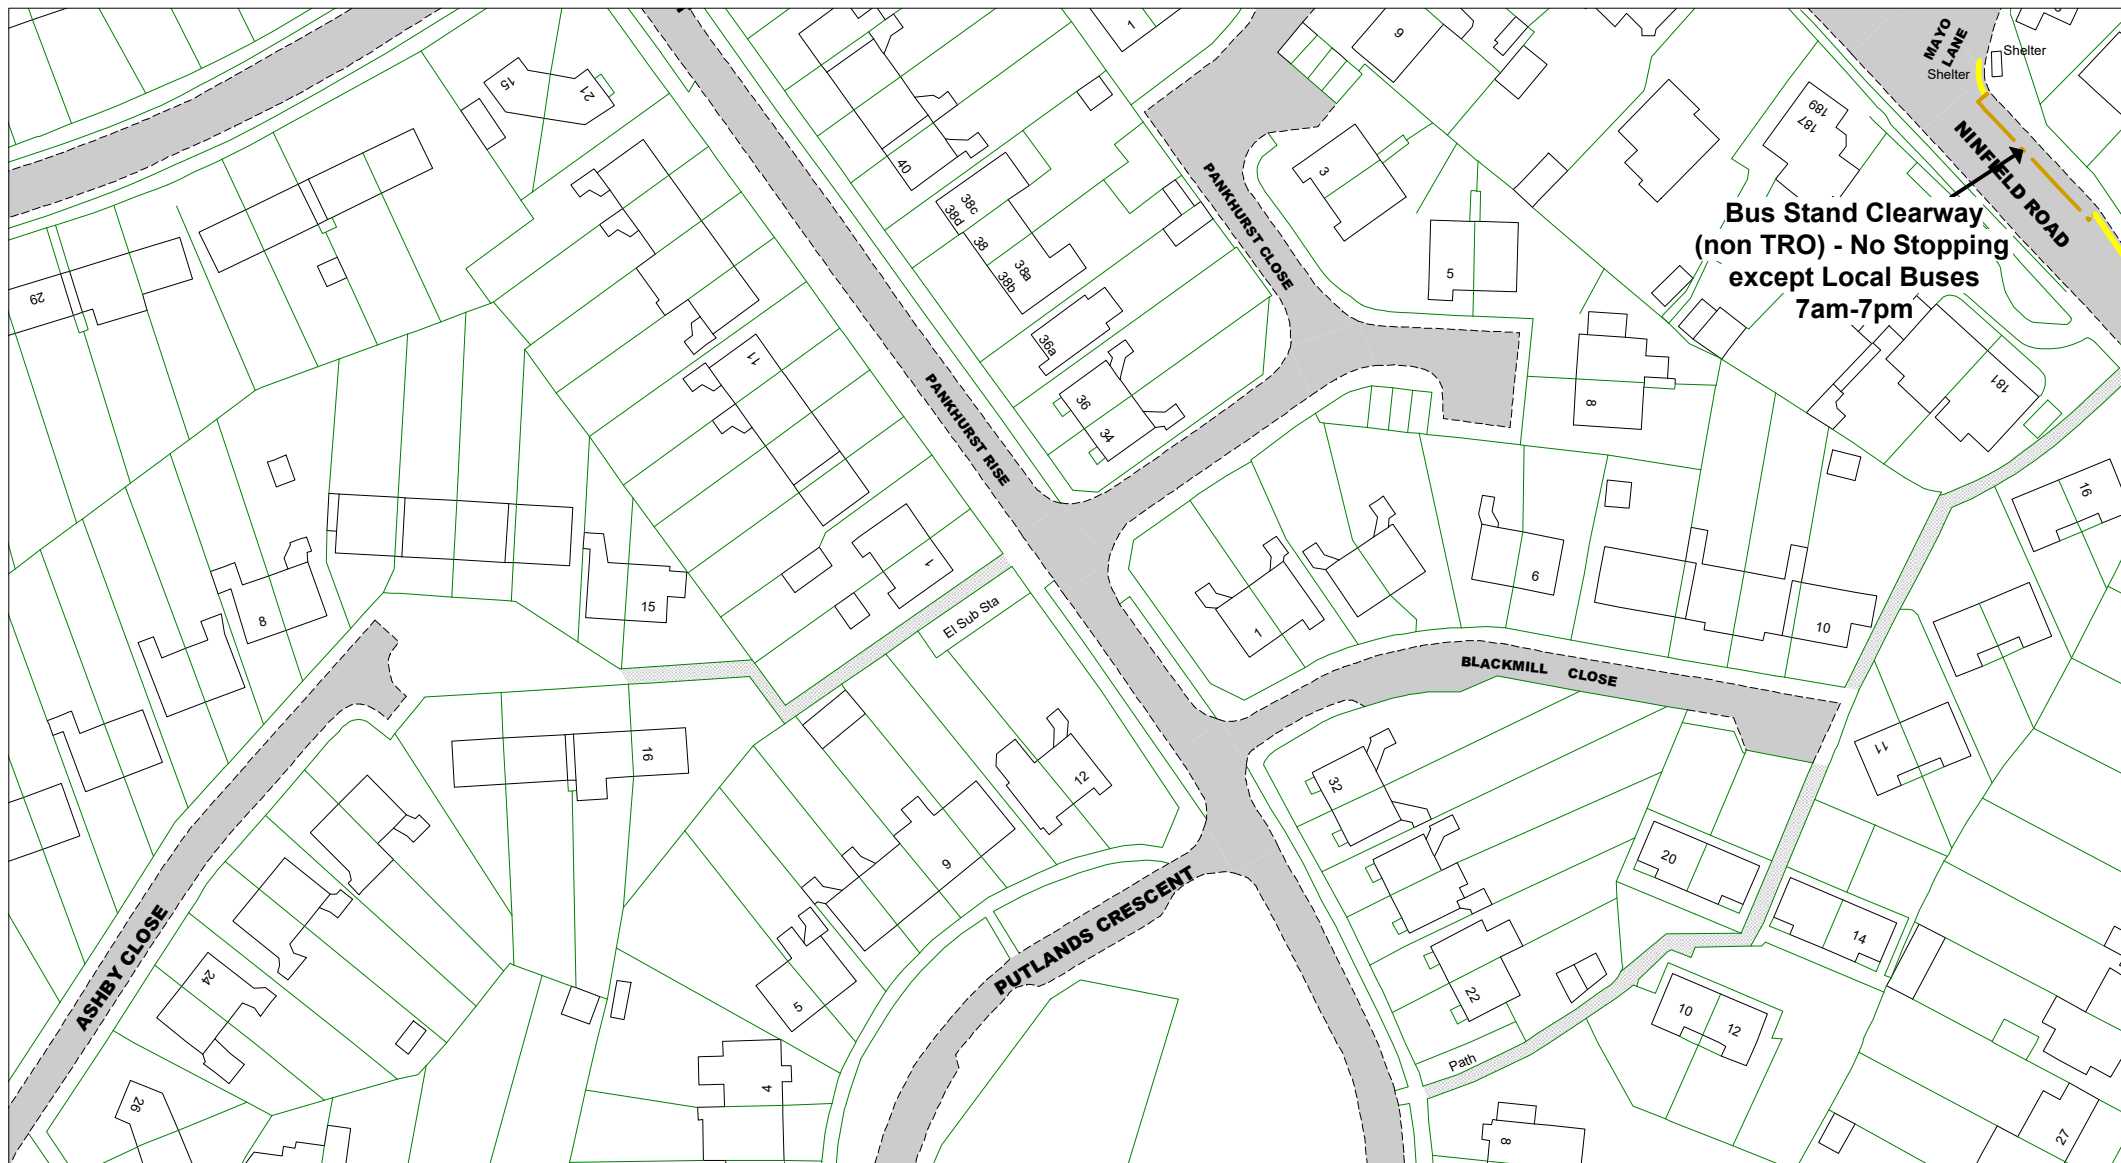 1
9
MAYO
LANE
Shelter
Shelter
15
21
189
187
NINFIELD ROAD
40
3
PANKHURST CLOSE
38c
38d
38
38a
38b
5
Bus Stand Clearway
(non TRO) - No Stopping
except Local Buses
7am-7pm
29
36a
11
36
34
8
181
PANKHURST RISE
16
1
15
8
El Sub Sta
1
6
10
BLACKMILL CLOSE
16
12
32
11
9
20
PUTLANDS CRESCENT
ASHBY CLOSE
14
24
5
22
10
12
Path
4
26
8
27